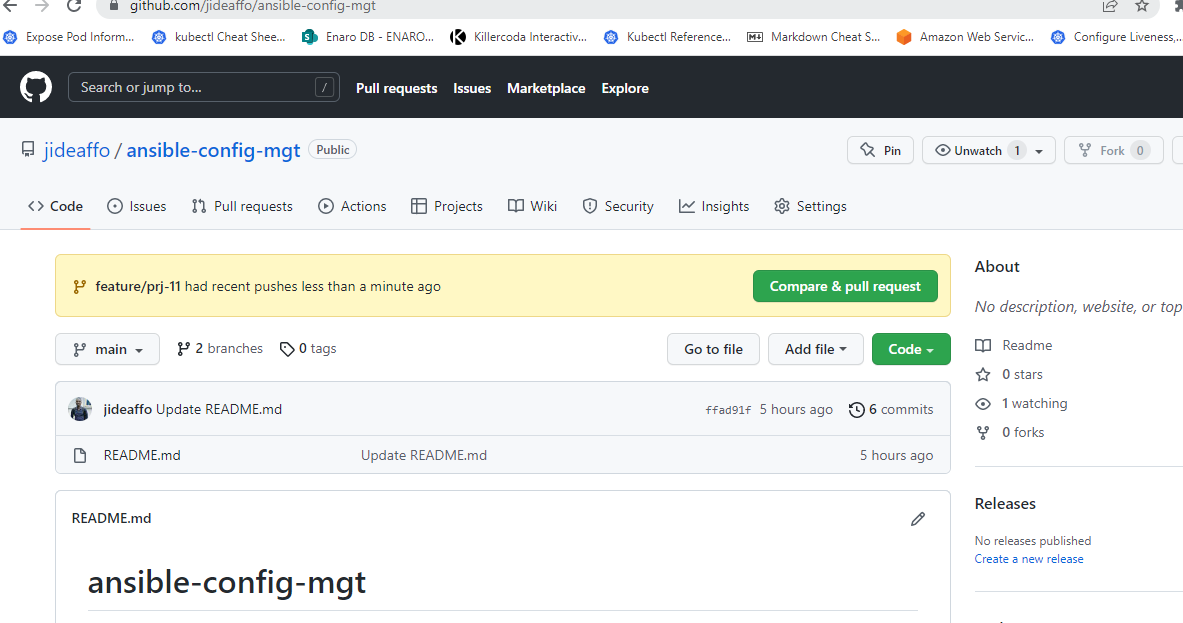 github.com/jideaffo/ansible-config-mgt
Expose Pod Inform... kubectl Cheat Shee... Enaro DB - ENARO... Killercoda Interactiv... Kubectl Reference... Markdown Cheat S... Amazon Web Servic... Configure Liveness,...
Search or jump to... / Pull requests Issues Marketplace Explore
jideaffo / ansible-config-mgt Public Pin Unwatch 1 Fork 0
Code Issues Pull requests Actions Projects Wiki Security Insights Settings
feature/prj-11 had recent pushes less than a minute ago Compare & pull request
main 2 branches 0 tags Go to file Add file Code
jideaffo Update README.md ffad91f 5 hours ago 6 commits
README.md Update README.md 5 hours ago
README.md
ansible-config-mgt
About
No description, website, or top
Readme
0 stars
1 watching
0 forks
Releases
No releases published
Create a new release